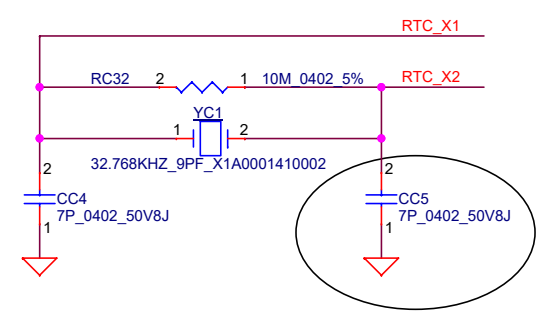 RTC_X1
RC32 2 1 10M_0402_5% RTC_X2
YC1
1 2
32.768KHZ_9PF_X1A0001410002
2 2
CC4 CC5
7P_0402_50V8J 7P_0402_50V8J
1 1